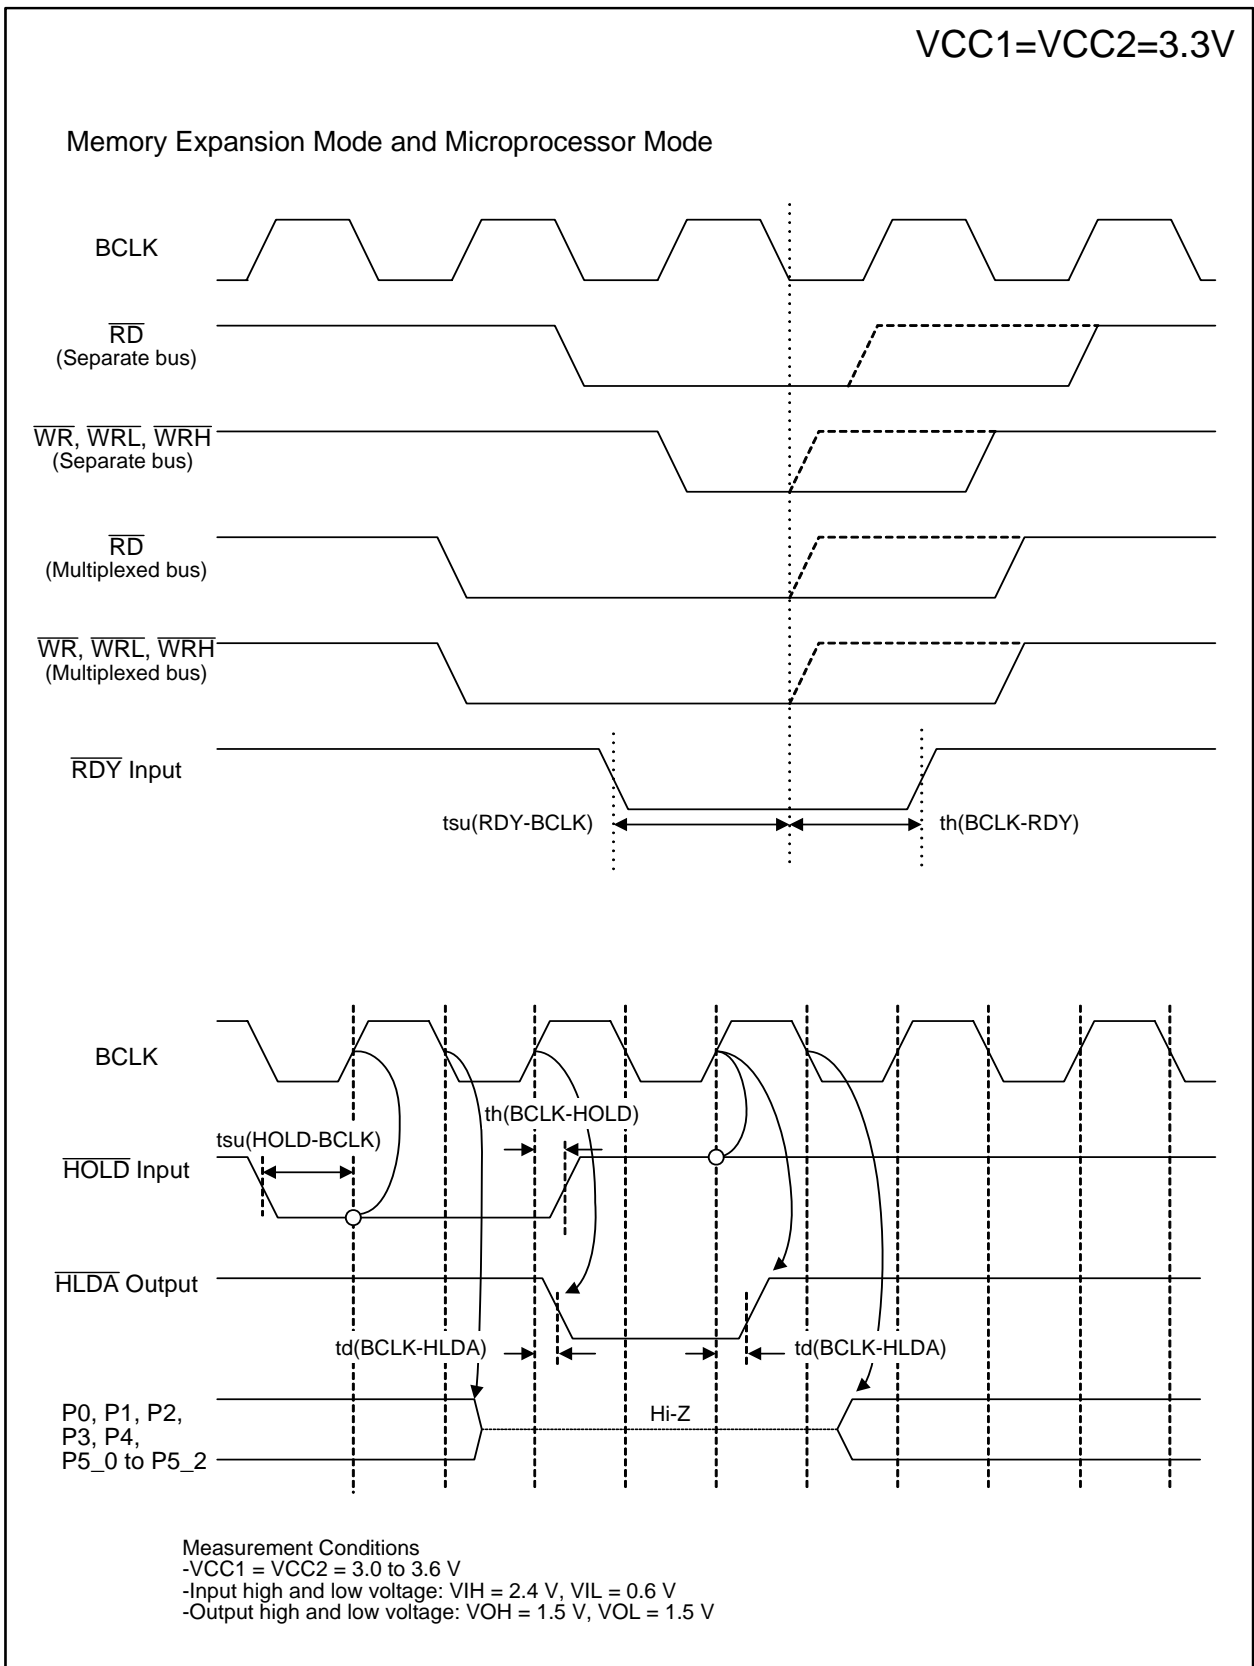 VCC1=VCC2=3.3V
Memory Expansion Mode and Microprocessor Mode
BCLK
RD
(Separate bus)
WR, WRL, WRH
(Separate bus)
RD
(Multiplexed bus)
WR, WRL, WRH
(Multiplexed bus)
RDY Input
tsu(RDY-BCLK)
th(BCLK-RDY)
BCLK
th(BCLK-HOLD)
tsu(HOLD-BCLK)
HOLD Input
HLDA Output
td(BCLK-HLDA)
td(BCLK-HLDA)
Hi-Z
P0, P1, P2,
P3, P4,
P5_0 to P5_2
Measurement Conditions
-VCC1 = VCC2 = 3.0 to 3.6 V
-Input high and low voltage: VIH = 2.4 V, VIL = 0.6 V
-Output high and low voltage: VOH = 1.5 V, VOL = 1.5 V